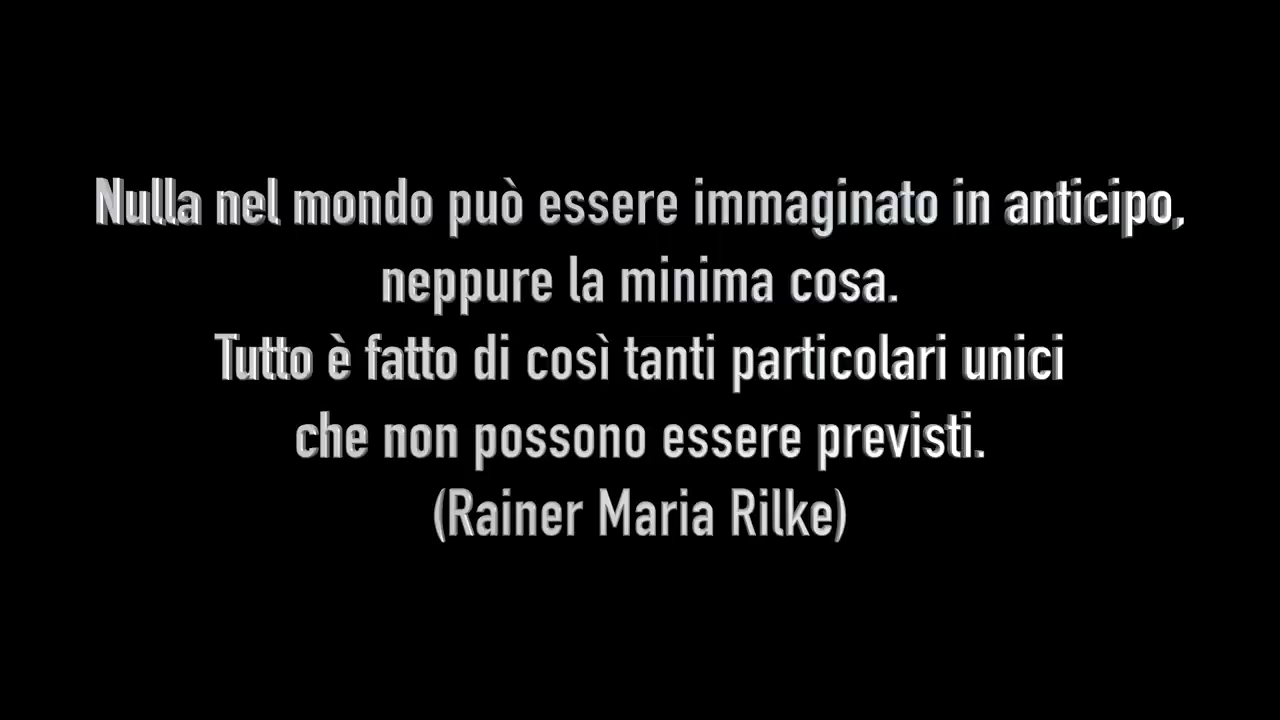 Nulla nel mondo può essere immaginato in anticipo,
neppure la minima cosa.
Tutto è fatto di così tanti particolari unici
che non possono essere previsti.
(Rainer Maria Rilke)